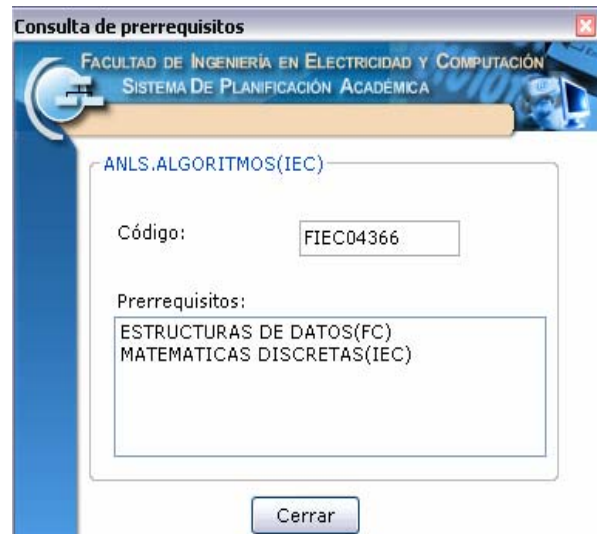 Consulta de prerrequisitos
FACULTAD DE INGENIERÍA EN ELECTRICIDAD Y COMPUTACIÓN
SISTEMA DE PLANIFICACIÓN ACADÉMICA
ANLS.ALGORITMOS(IEC)
Código: FIEC04366
Prerrequisitos:
ESTRUCTURAS DE DATOS(FC)
MATEMATICAS DISCRETAS(IEC)
Cerrar